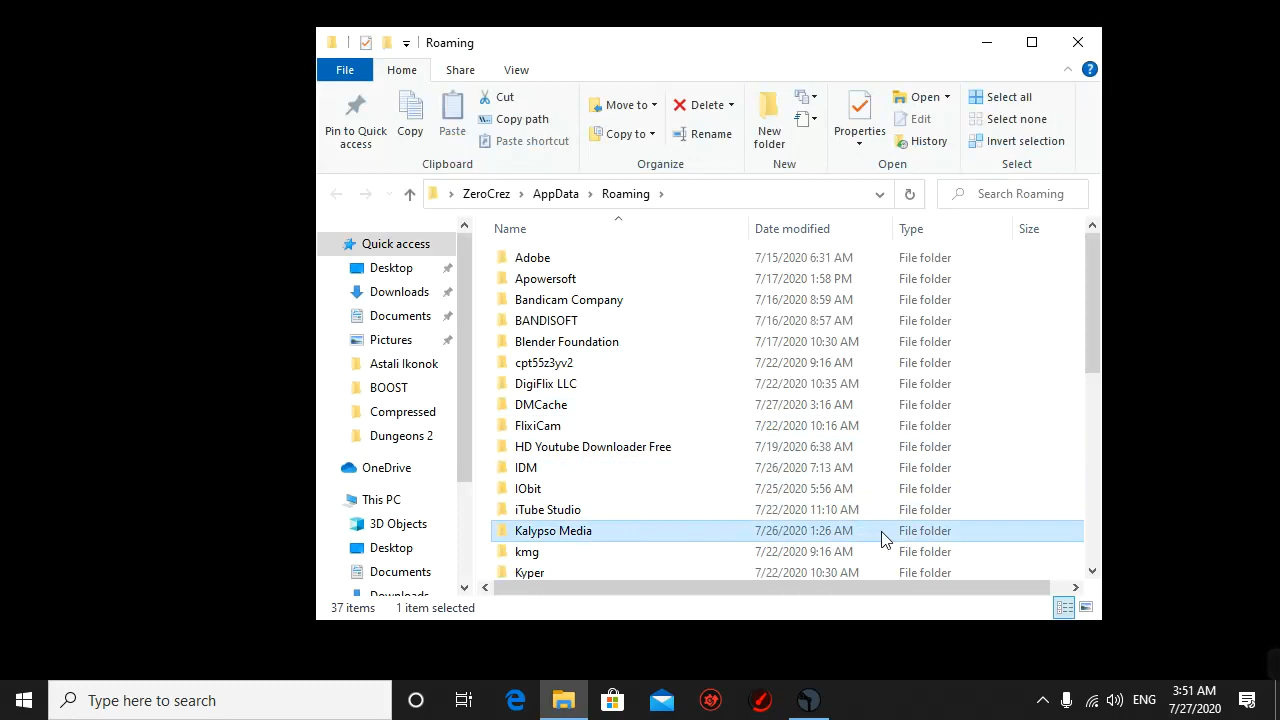 Roaming
File Home Share View
Pin to Quick access
Copy
Paste
Cut
Copy path
Paste shortcut
Clipboard
Move to
Copy to
Delete
Rename
Organize
New folder
New
Properties
Open
Edit
History
Open
Select all
Select none
Invert selection
Select
ZeroCrez > AppData > Roaming >
Search Roaming
Name Date modified Type Size
Quick access
Desktop
Downloads
Documents
Pictures
Astali Ikonok
BOOST
Compressed
Dungeons 2
OneDrive
This PC
3D Objects
Desktop
Documents
Downloads
Adobe 7/15/2020 6:31 AM File folder
Apowersoft 7/17/2020 1:58 PM File folder
Bandicam Company 7/16/2020 8:59 AM File folder
BANDISOFT 7/16/2020 8:57 AM File folder
Blender Foundation 7/17/2020 10:30 AM File folder
cpt55z3yv2 7/22/2020 9:16 AM File folder
DigiFlix LLC 7/22/2020 10:35 AM File folder
DMCache 7/27/2020 3:16 AM File folder
FlixiCam 7/22/2020 10:16 AM File folder
HD Youtube Downloader Free 7/19/2020 6:38 AM File folder
IDM 7/26/2020 7:13 AM File folder
IObit 7/25/2020 5:56 AM File folder
iTube Studio 7/22/2020 11:10 AM File folder
Kalypso Media 7/26/2020 1:26 AM File folder
kmg 7/22/2020 9:16 AM File folder
Kyper 7/22/2020 10:30 AM File folder
37 items 1 item selected
Type here to search
ENG
3:51 AM
7/27/2020